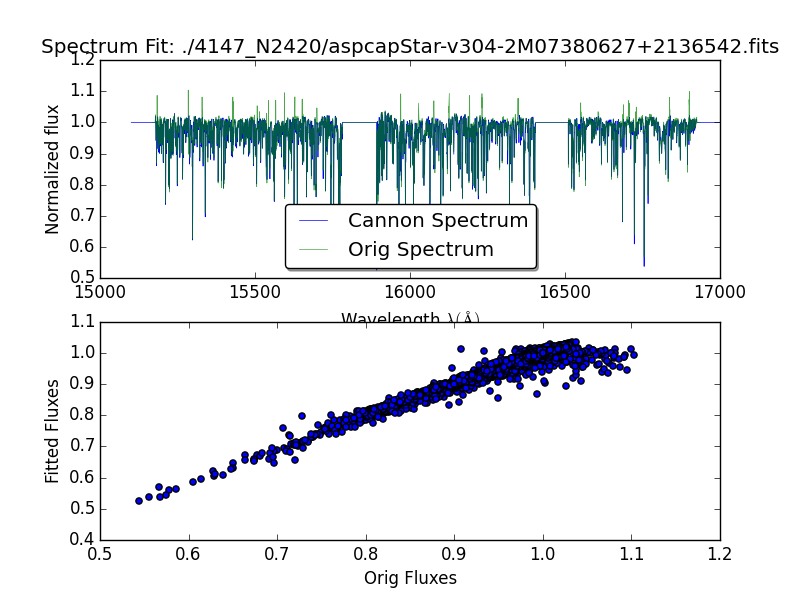 Spectrum Fit: ./4147_N2420/aspcapStar-v304-2M07380627+2136542.fits
1.2
1.1
1.0
0.9
0.8
0.7
0.6
0.5
Normalized flux
Cannon Spectrum
Orig Spectrum
15000 15500 16000 16500 17000
Wavelength λ(Å)
1.1
1.0
0.9
0.8
0.7
0.6
0.5
0.4
Fitted Fluxes
0.5 0.6 0.7 0.8 0.9 1.0 1.1 1.2
Orig Fluxes